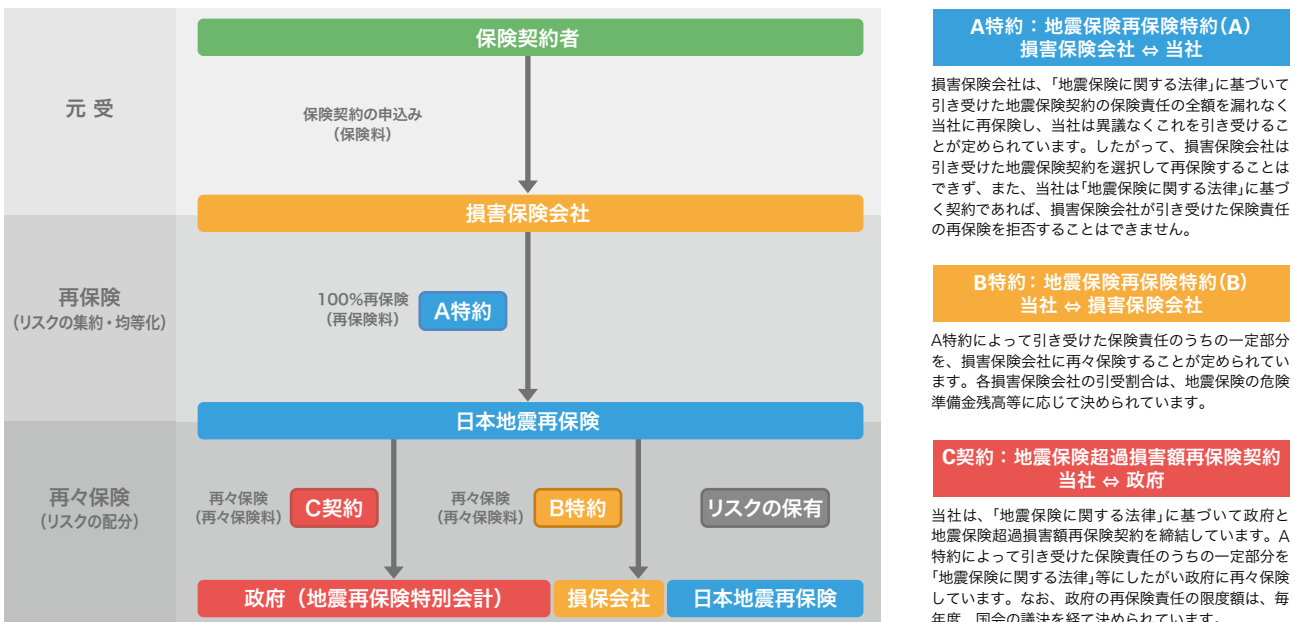 保険契約者
元 受
保険契約の申込み
（保険料）
損害保険会社
再保険
（リスクの集約・均等化）
100％再保険
（再保険料）
A特約
日本地震再保険
再々保険
（リスクの配分）
再々保険
（再々保険料）
C契約
再々保険
（再々保険料）
B特約
リスクの保有
政府（地震再保険特別会計）
損保会社
日本地震再保険
A特約：地震保険再保険特約（A）
損害保険会社 ⇔ 当社
損害保険会社は、「地震保険に関する法律」に基づいて
引き受けた地震保険契約の保険責任の全額を漏れなく
当社に再保険し、当社は異議なくこれを引き受けるこ
とが定められています。したがって、損害保険会社は
引き受けた地震保険契約を選択して再保険することは
できず、また、当社は「地震保険に関する法律」に基づ
く契約であれば、損害保険会社が引き受けた保険責任
の再保険を拒否することはできません。
B特約：地震保険再保険特約（B）
当社 ⇔ 損害保険会社
A特約によって引き受けた保険責任のうちの一定部分
を、損害保険会社に再々保険することが定められてい
ます。各損害保険会社の引受割合は、地震保険の危険
準備金残高等に応じて決められています。
C契約：地震保険超過損害額再保険契約
当社 ⇔ 政府
当社は、「地震保険に関する法律」に基づいて政府と
地震保険超過損害額再保険契約を締結しています。A
特約によって引き受けた保険責任のうちの一定部分を
「地震保険に関する法律」等にしたがい政府に再々保険
しています。なお、政府の再保険責任の限度額は、毎
年度、国会の議決を経て決められています。